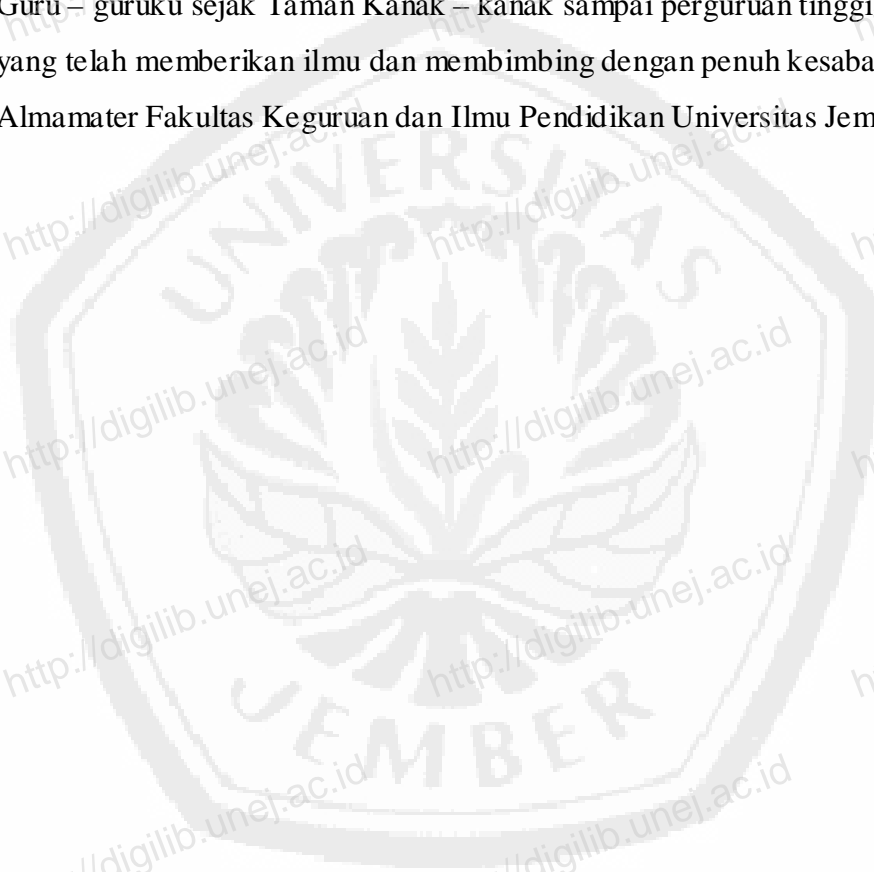 Guru – guruku sejak Taman Kanak – kanak sampai perguruan tinggi
yang telah memberikan ilmu dan membimbing dengan penuh kesaba
Almamater Fakultas Keguruan dan Ilmu Pendidikan Universitas Jem
UNIVERSITAS
http://digilib.unej.ac.id
http://digilib.unej.ac.id
http://digilib.unej.ac.id
http://digilib.unej.ac.id
http://digilib.unej.ac.id
http://digilib.unej.ac.id
JEMBER
//digilib.unej.ac.id
//digilib.unej.ac.id